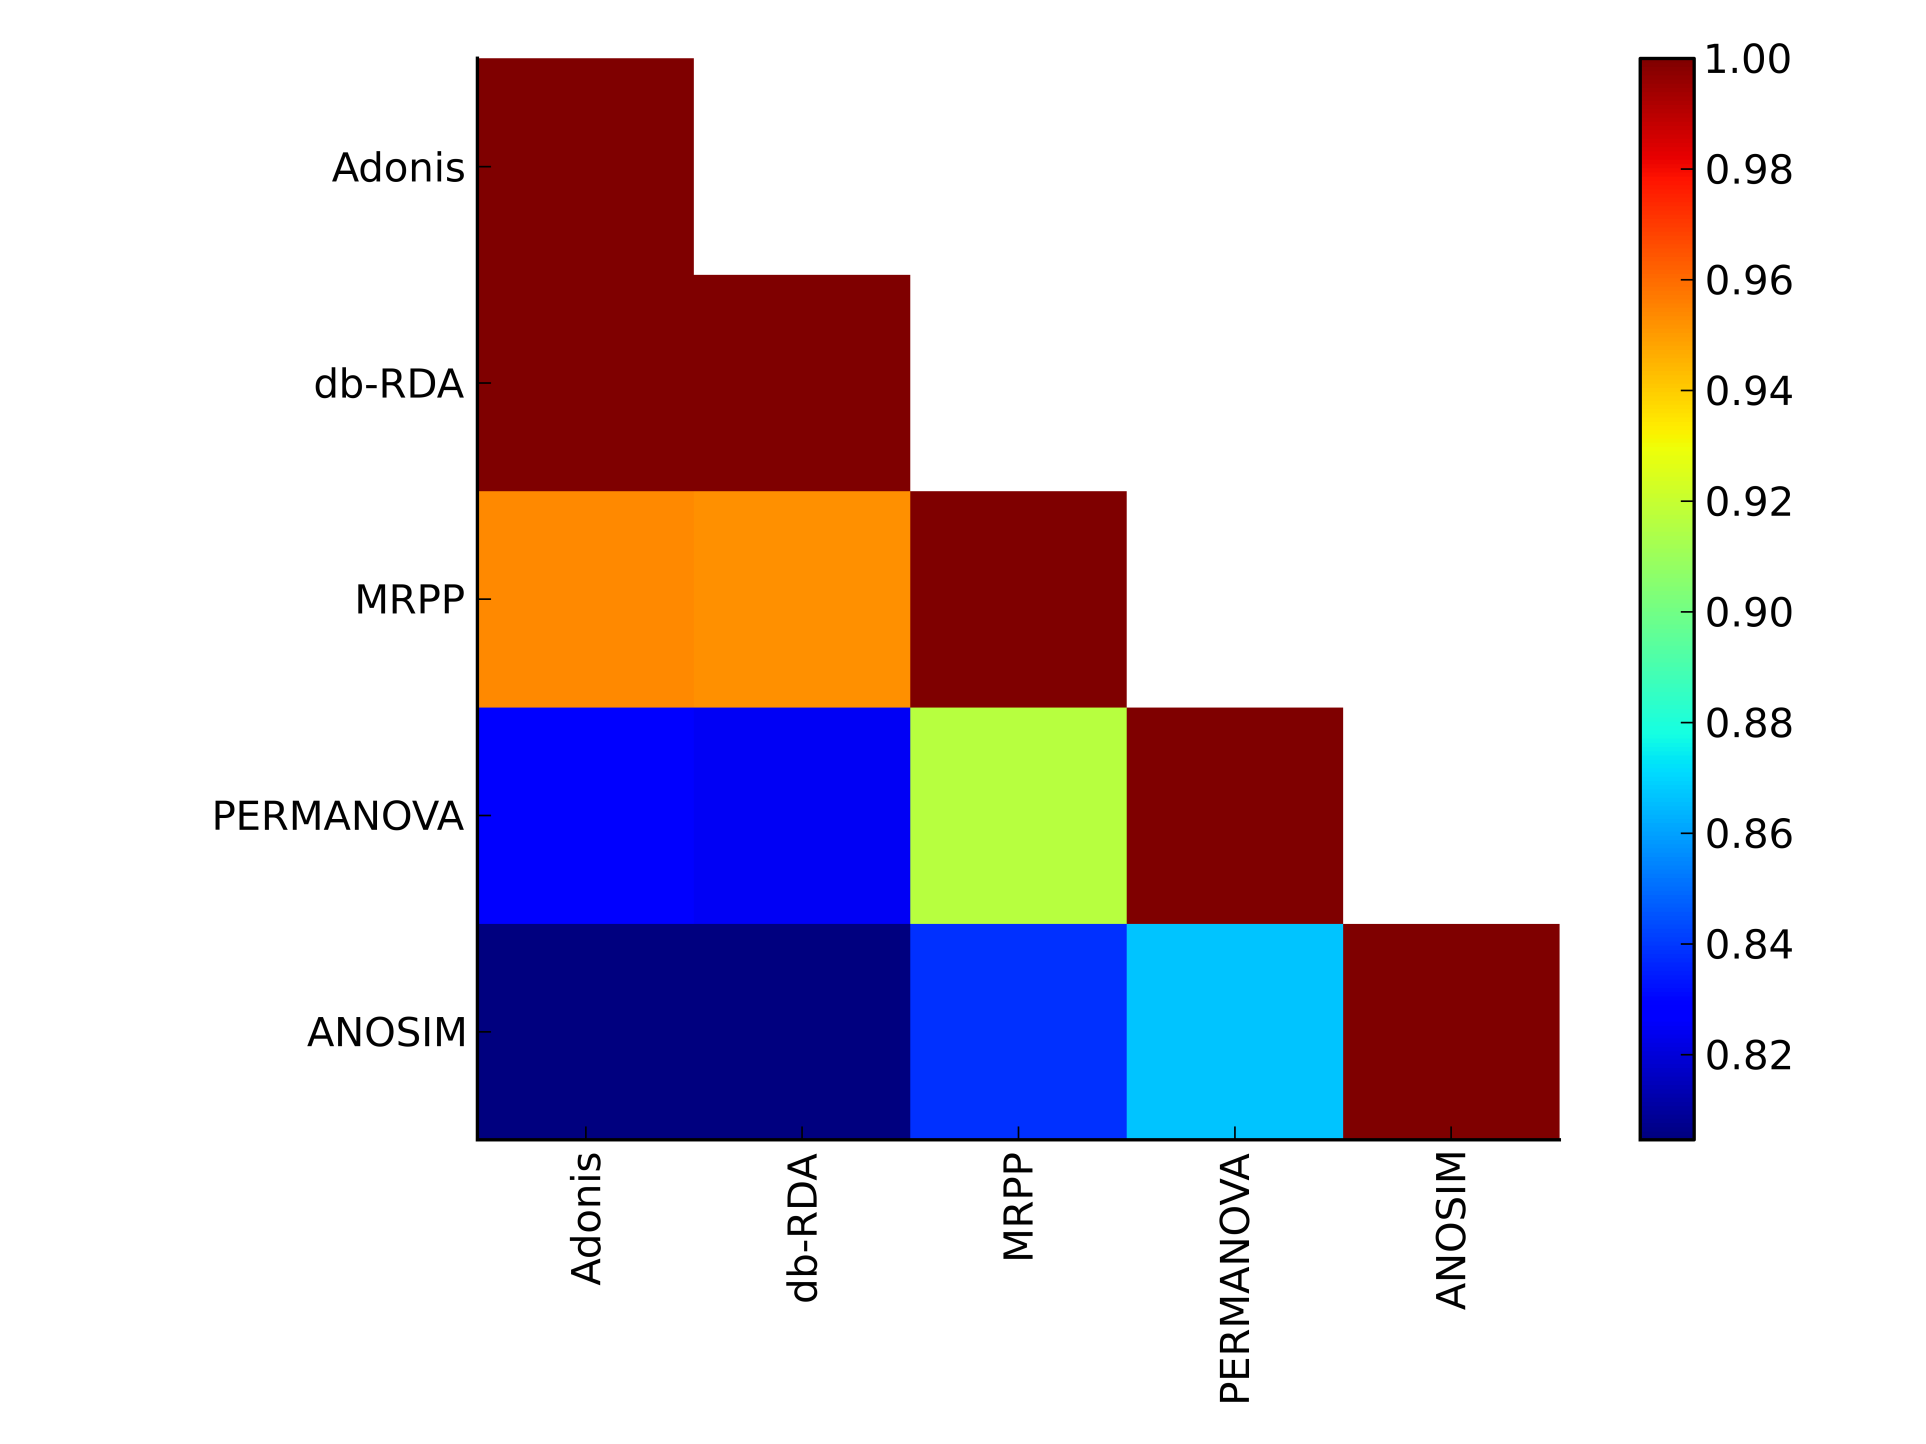 Adonis
db-RDA
MRPP
PERMANOVA
ANOSIM
Adonis
db-RDA
MRPP
PERMANOVA
ANOSIM
1.00
0.98
0.96
0.94
0.92
0.90
0.88
0.86
0.84
0.82